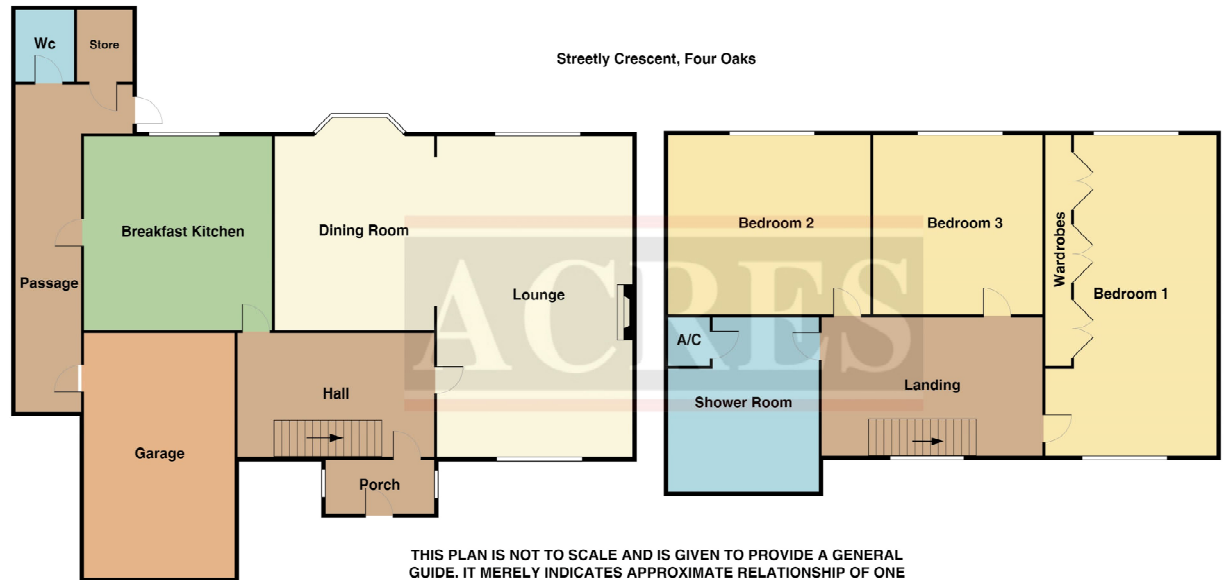 Streetly Crescent, Four Oaks
Wc
Store
Breakfast Kitchen
Dining Room
Passage
Lounge
Hall
Garage
Porch
Bedroom 2
Bedroom 3
Wardrobes
Bedroom 1
A/C
Landing
Shower Room
ACRES
THIS PLAN IS NOT TO SCALE AND IS GIVEN TO PROVIDE A GENERAL
GUIDE. IT MERELY INDICATES APPROXIMATE RELATIONSHIP OF ONE